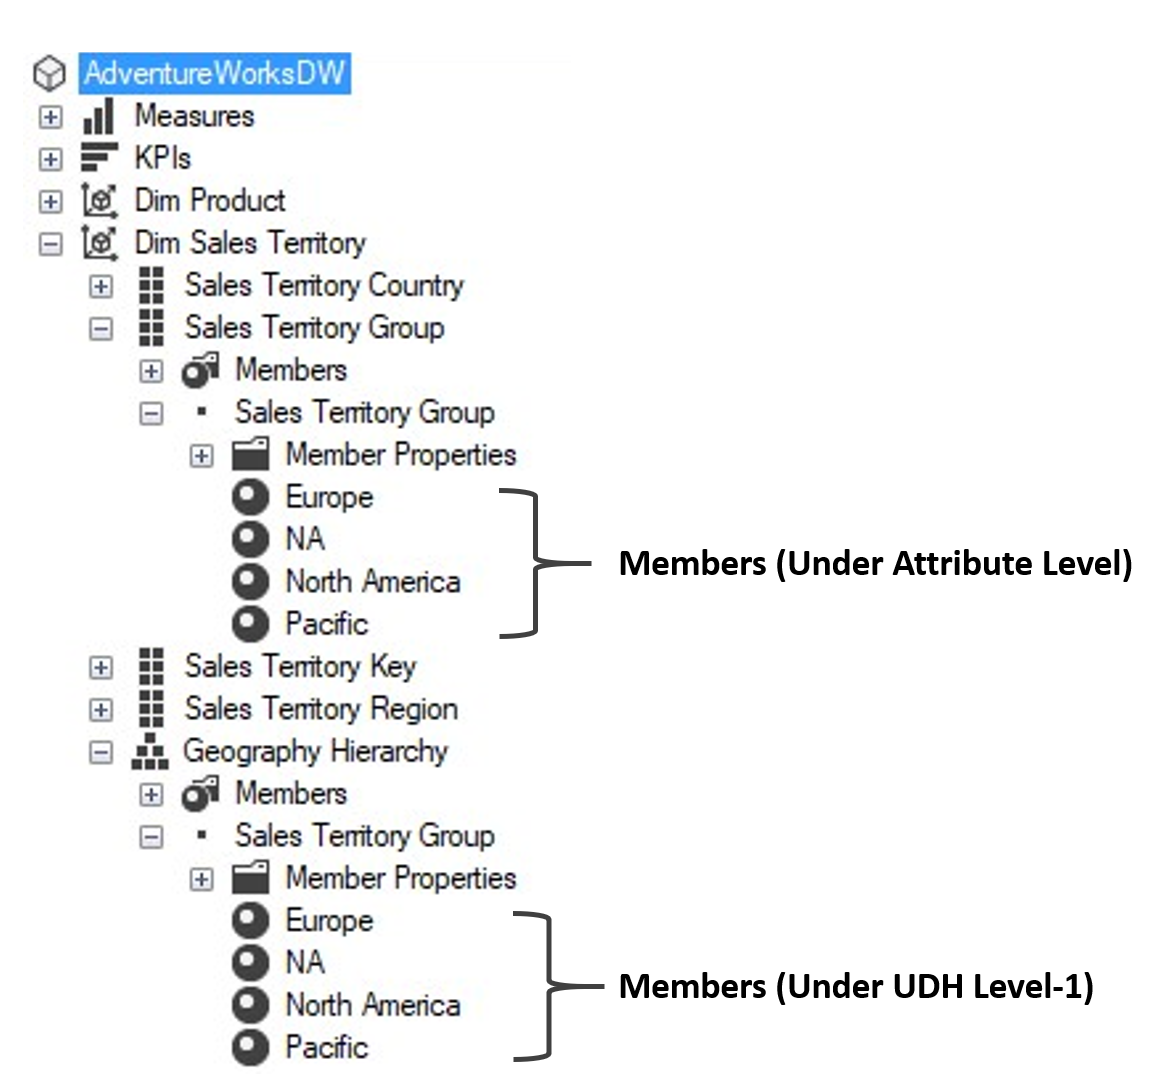 AdventureWorksDW
Measures
KPIs
Dim Product
Dim Sales Territory
Sales Territory Country
Sales Territory Group
Members
Sales Territory Group
Member Properties
Europe
NA
Members (Under Attribute Level)
North America
Pacific
Sales Territory Key
Sales Territory Region
Geography Hierarchy
Members
Sales Territory Group
Member Properties
Europe
NA
Members (Under UDH Level-1)
North America
Pacific